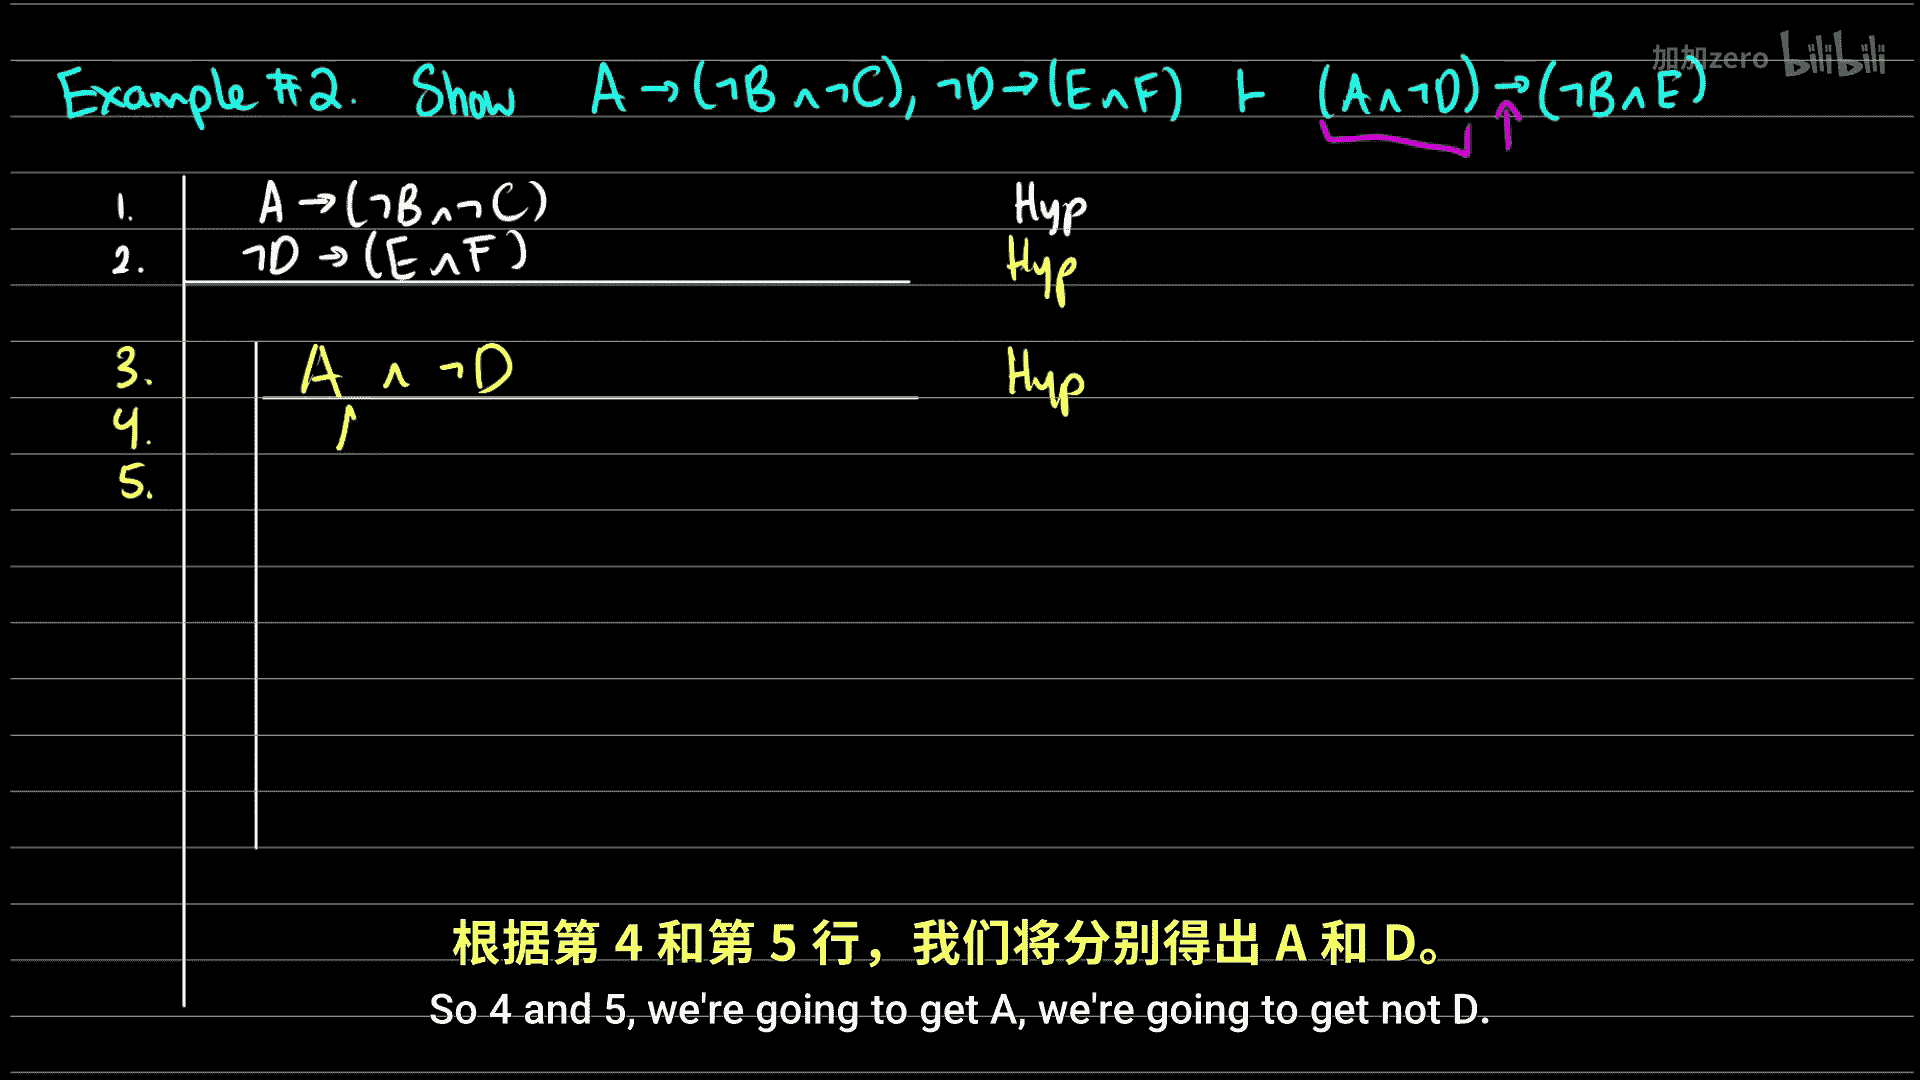 加加zero bilibili
Example #2. Show A → (¬B ∧ ¬C), ¬D → (E ∧ F) ⊢ (A ∧ ¬D) → (¬B ∧ E)
1. A → (¬B ∧ ¬C) Hyp
2. ¬D → (E ∧ F) Hyp
3. A ∧ ¬D Hyp
4.
5.
根据第 4 和第 5 行，我们将分别得出 A 和 D。
So 4 and 5, we're going to get A, we're going to get not D.